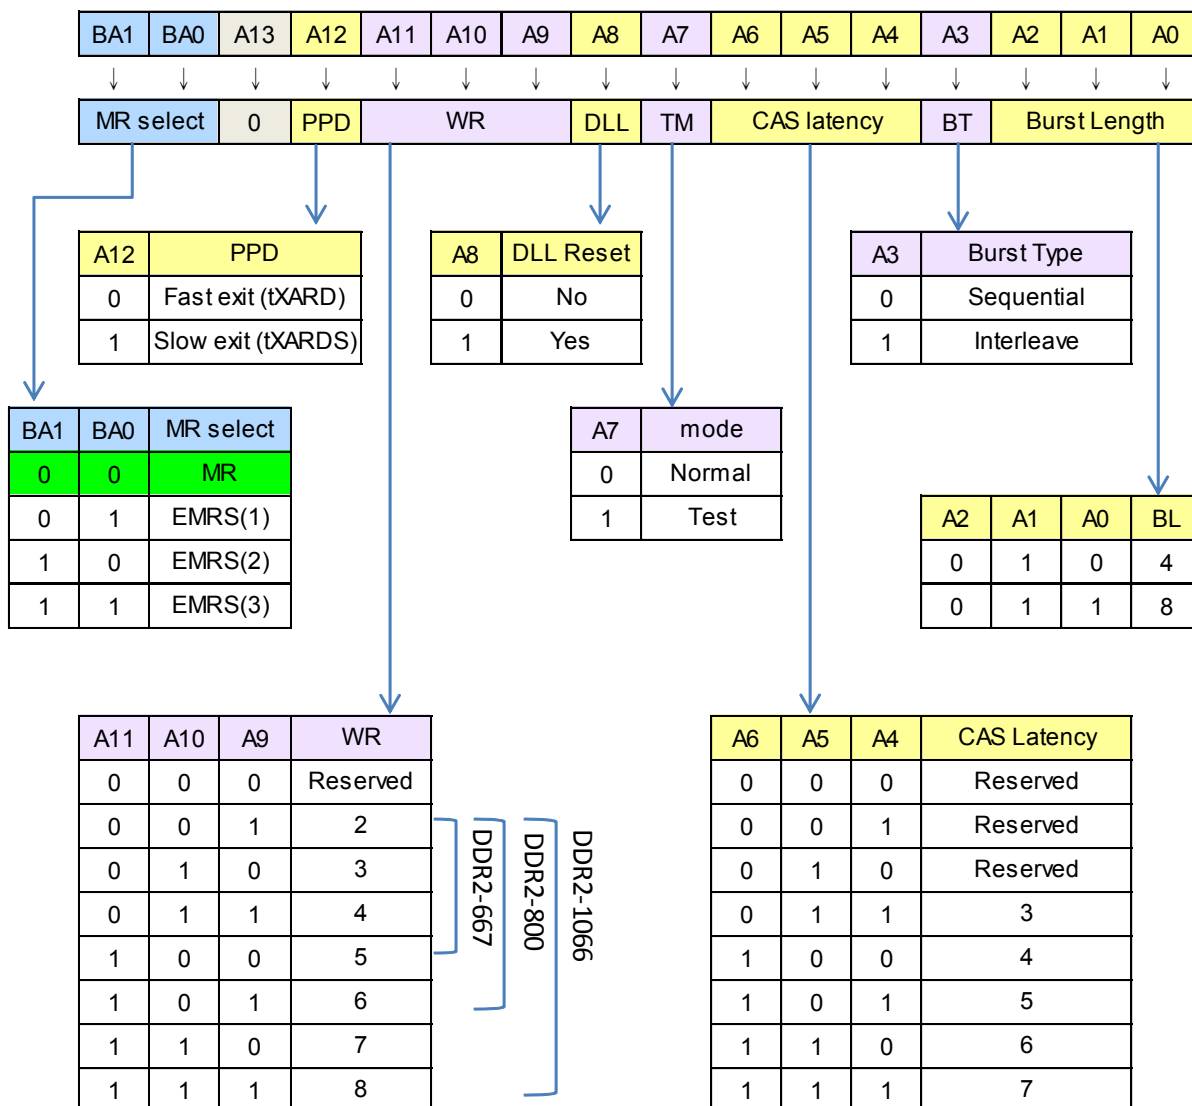 BA1 BA0 A13 A12 A11 A10 A9 A8 A7 A6 A5 A4 A3 A2 A1 A0
MR select 0 PPD WR DLL TM CAS latency BT Burst Length
A12 PPD
0 Fast exit (tXARD)
1 Slow exit (tXARDS)
A8 DLL Reset
0 No
1 Yes
A3 Burst Type
0 Sequential
1 Interleave
BA1 BA0 MR select
0 0 MR
0 1 EMRS(1)
1 0 EMRS(2)
1 1 EMRS(3)
A7 mode
0 Normal
1 Test
A2 A1 A0 BL
0 1 0 4
0 1 1 8
A11 A10 A9 WR
0 0 0 Reserved
0 0 1 2
0 1 0 3
0 1 1 4
1 0 0 5
1 0 1 6
1 1 0 7
1 1 1 8
DDR2-667
DDR2-800
DDR2-1066
A6 A5 A4 CAS Latency
0 0 0 Reserved
0 0 1 Reserved
0 1 0 Reserved
0 1 1 3
1 0 0 4
1 0 1 5
1 1 0 6
1 1 1 7